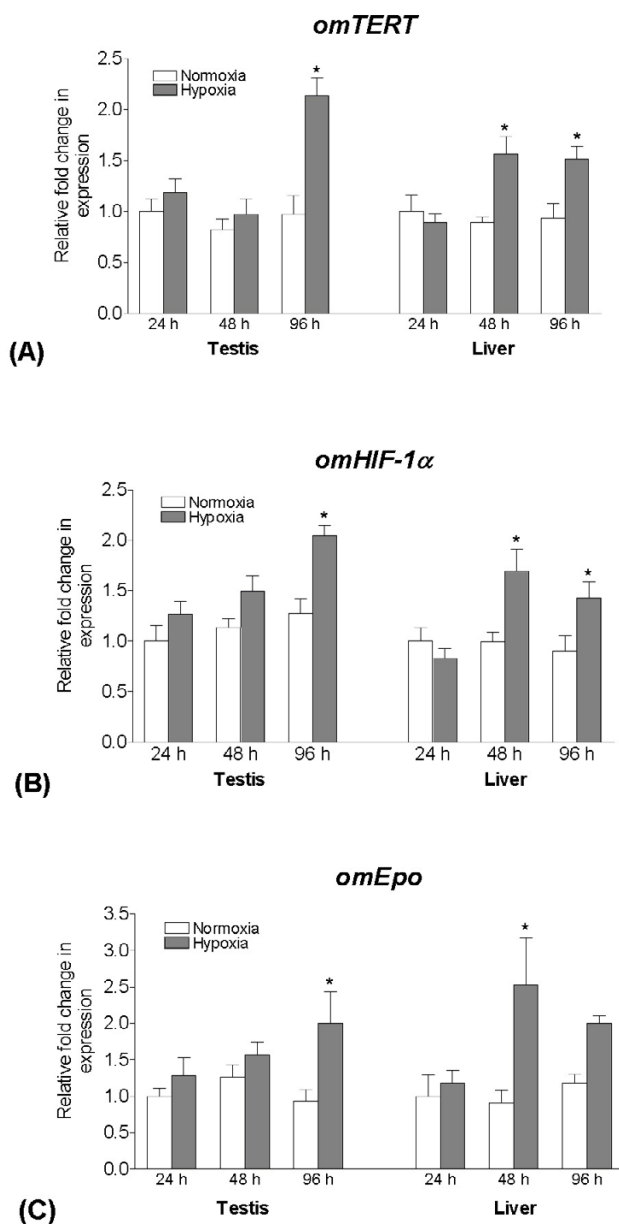 omTERT
2.5
2.0
1.5
1.0
0.5
0.0
Relative fold change in
expression
Normoxia
Hypoxia
*
*
*
24 h 48 h 96 h 24 h 48 h 96 h
Testis Liver
(A)
omHIF-1α
2.5
2.0
1.5
1.0
0.5
0.0
Relative fold change in
expression
Normoxia
Hypoxia
*
*
*
24 h 48 h 96 h 24 h 48 h 96 h
Testis Liver
(B)
omEpo
3.5
3.0
2.5
2.0
1.5
1.0
0.5
0.0
Relative fold change in
expression
Normoxia
Hypoxia
*
*
24 h 48 h 96 h 24 h 48 h 96 h
Testis Liver
(C)